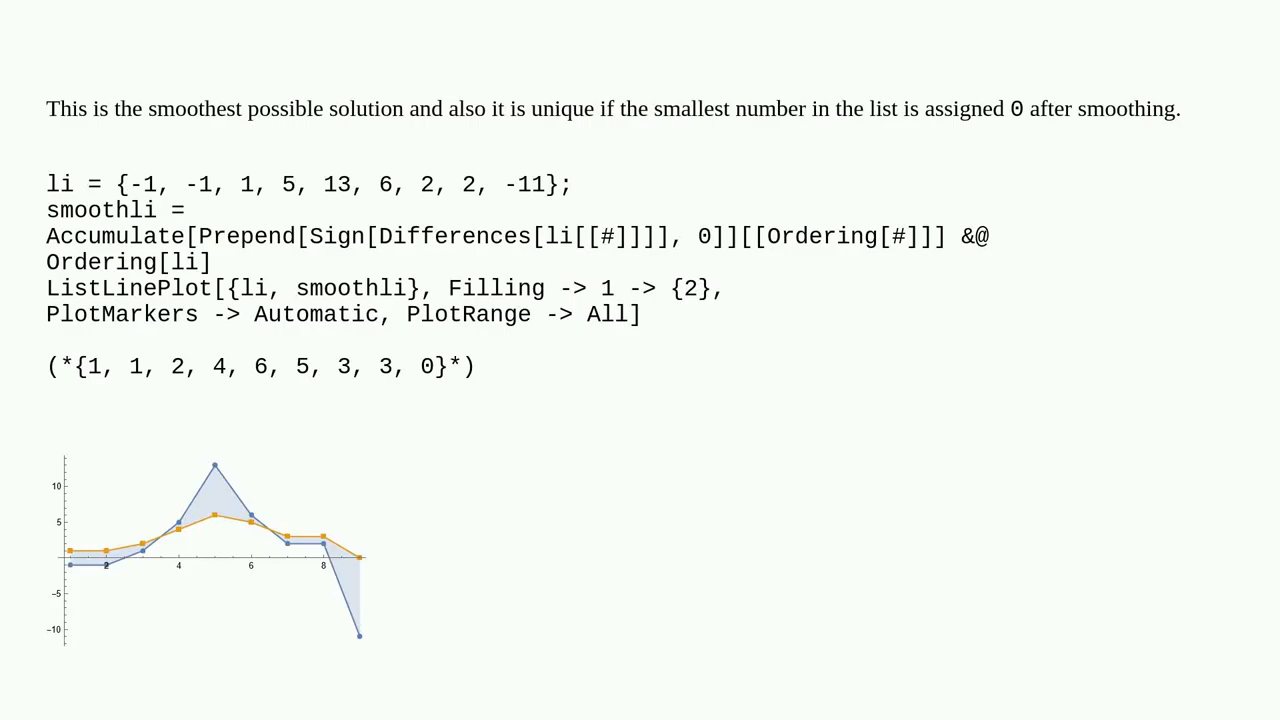 This is the smoothest possible solution and also it is unique if the smallest number in the list is assigned 0 after smoothing.
li = {-1, -1, 1, 5, 13, 6, 2, 2, -11};
smoothli =
Accumulate[Prepend[Sign[Differences[li[[#]]]], 0]][[Ordering[#]]] &@
Ordering[li]
ListLinePlot[{li, smoothli}, Filling -> 1 -> {2},
PlotMarkers -> Automatic, PlotRange -> All]
(*{1, 1, 2, 4, 6, 5, 3, 3, 0}*)
10
5
2 4 6 8
−5
−10